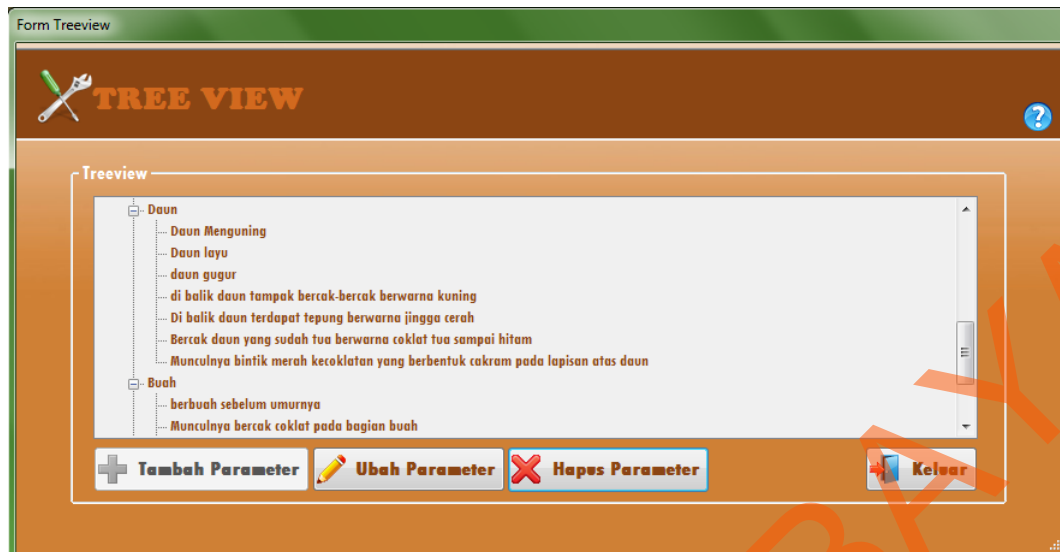 Form Treeview
TREE VIEW
Treeview
Daun
Daun Menguning
Daun layu
daun gugur
di balik daun tampak bercak-bercak berwarna kuning
Di balik daun terdapat tepung berwarna jingga cerah
Bercak daun yang sudah tua berwarna coklat tua sampai hitam
Munculnya bintik merah kecoklatan yang berbentuk cakram pada lapisan atas daun
Buah
berbuah sebelum umurnya
Munculnya bercak coklat pada bagian buah
Tambah Parameter Ubah Parameter Hapus Parameter Keluar
BAY